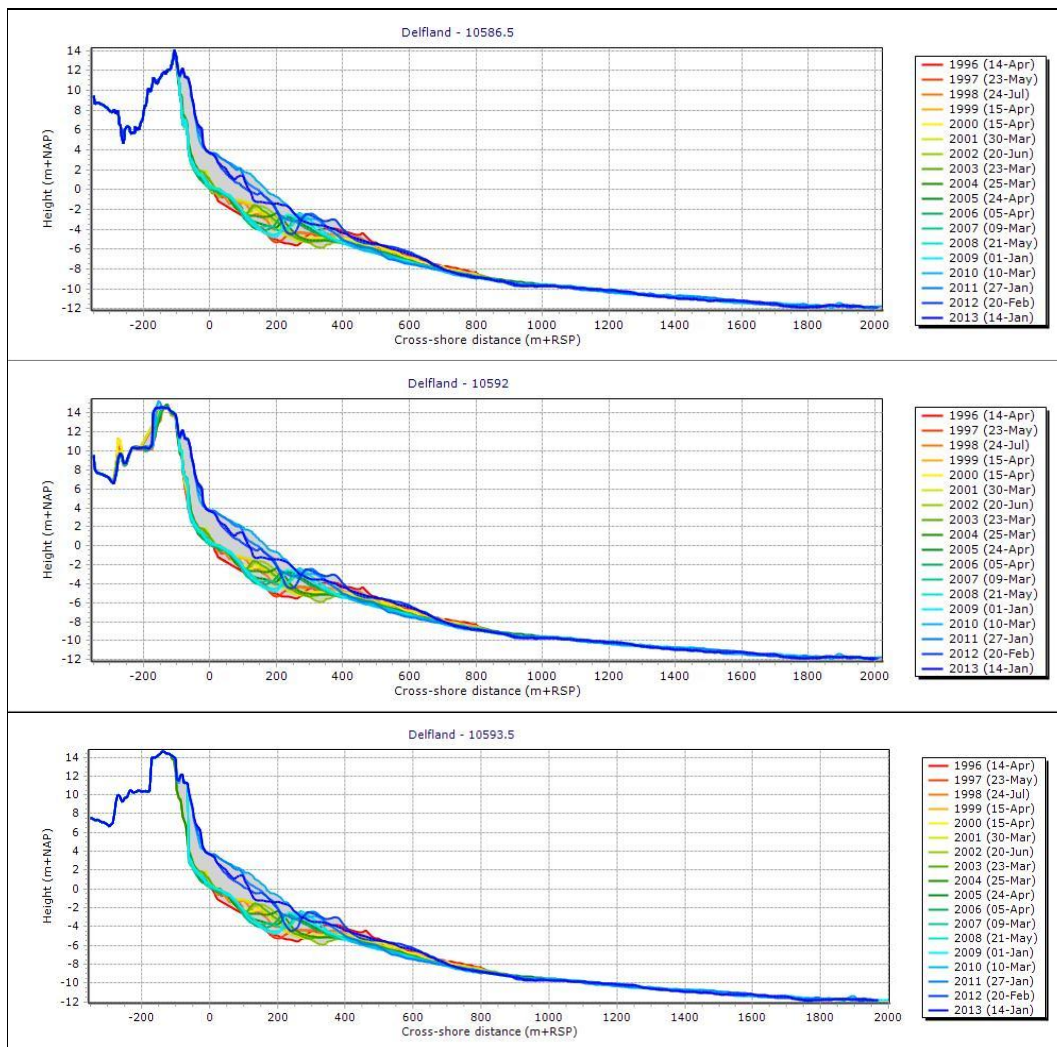 Delfland - 10586.5
14
12
10
8
6
4
2
0
-2
-4
-6
-8
-10
-12
Height (m+NAP)
-200 0 200 400 600 800 1000 1200 1400 1600 1800 2000
Cross-shore distance (m+RSP)
1996 (14-Apr)
1997 (23-May)
1998 (24-Jul)
1999 (15-Apr)
2000 (15-Apr)
2001 (30-Mar)
2002 (20-Jun)
2003 (23-Mar)
2004 (25-Mar)
2005 (24-Apr)
2006 (05-Apr)
2007 (09-Mar)
2008 (21-May)
2009 (01-Jan)
2010 (10-Mar)
2011 (27-Jan)
2012 (20-Feb)
2013 (14-Jan)
Delfland - 10592
14
12
10
8
6
4
2
0
-2
-4
-6
-8
-10
-12
Height (m+NAP)
-200 0 200 400 600 800 1000 1200 1400 1600 1800 2000
Cross-shore distance (m+RSP)
1996 (14-Apr)
1997 (23-May)
1998 (24-Jul)
1999 (15-Apr)
2000 (15-Apr)
2001 (30-Mar)
2002 (20-Jun)
2003 (23-Mar)
2004 (25-Mar)
2005 (24-Apr)
2006 (05-Apr)
2007 (09-Mar)
2008 (21-May)
2009 (01-Jan)
2010 (10-Mar)
2011 (27-Jan)
2012 (20-Feb)
2013 (14-Jan)
Delfland - 10593.5
14
12
10
8
6
4
2
0
-2
-4
-6
-8
-10
-12
Height (m+NAP)
-200 0 200 400 600 800 1000 1200 1400 1600 1800 2000
Cross-shore distance (m+RSP)
1996 (14-Apr)
1997 (23-May)
1998 (24-Jul)
1999 (15-Apr)
2000 (15-Apr)
2001 (30-Mar)
2002 (20-Jun)
2003 (23-Mar)
2004 (25-Mar)
2005 (24-Apr)
2006 (05-Apr)
2007 (09-Mar)
2008 (21-May)
2009 (01-Jan)
2010 (10-Mar)
2011 (27-Jan)
2012 (20-Feb)
2013 (14-Jan)